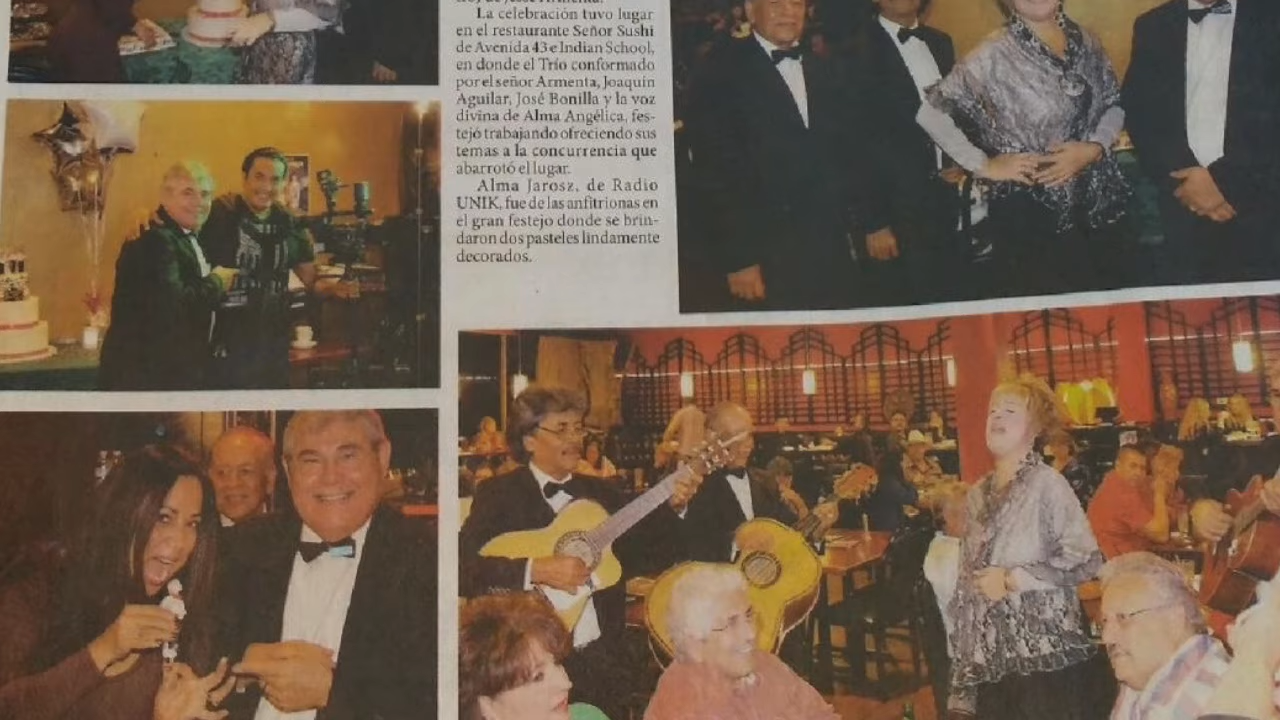 La celebración tuvo lugar
en el restaurante Señor Sushi
de Avenida 43 e Indian School,
en donde el Trío conformado
por el señor Armenta, Joaquín
Aguilar, José Bonilla y la voz
divina de Alma Angélica, fes-
tejó trabajando ofreciendo sus
temas a la concurrencia que
abarrotó el lugar.
Alma Jarosz, de Radio
UNIK, fue de las anfitrionas en
el gran festejo donde se brin-
daron dos pasteles lindamente
decorados.